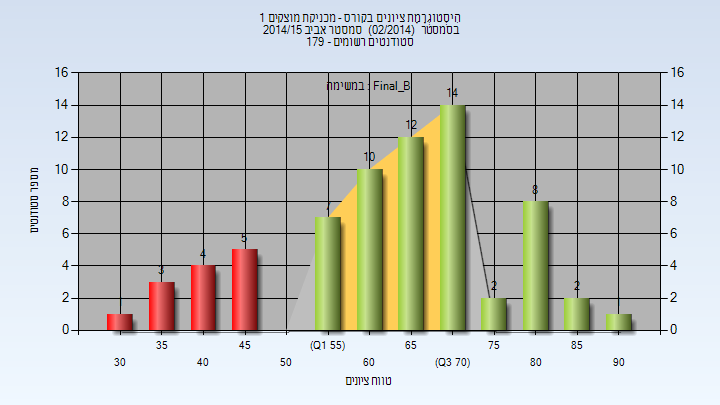 היסטוגרמת ציונים בקורס - מכניקת מוצקים 1
בסמסטר (02/2014) סמסטר אביב 2014/15
סטודנטים רשומים - 179
במשימה : Final_B
מספר סטודנטים
16 16
14 14
12 12
10 10
8 8
6 6
4 4
2 2
0 0
3 4 5 10 12 14 2 8 2
30 35 40 45 50 (Q1 55) 60 65 (Q3 70) 75 80 85 90
טווח ציונים